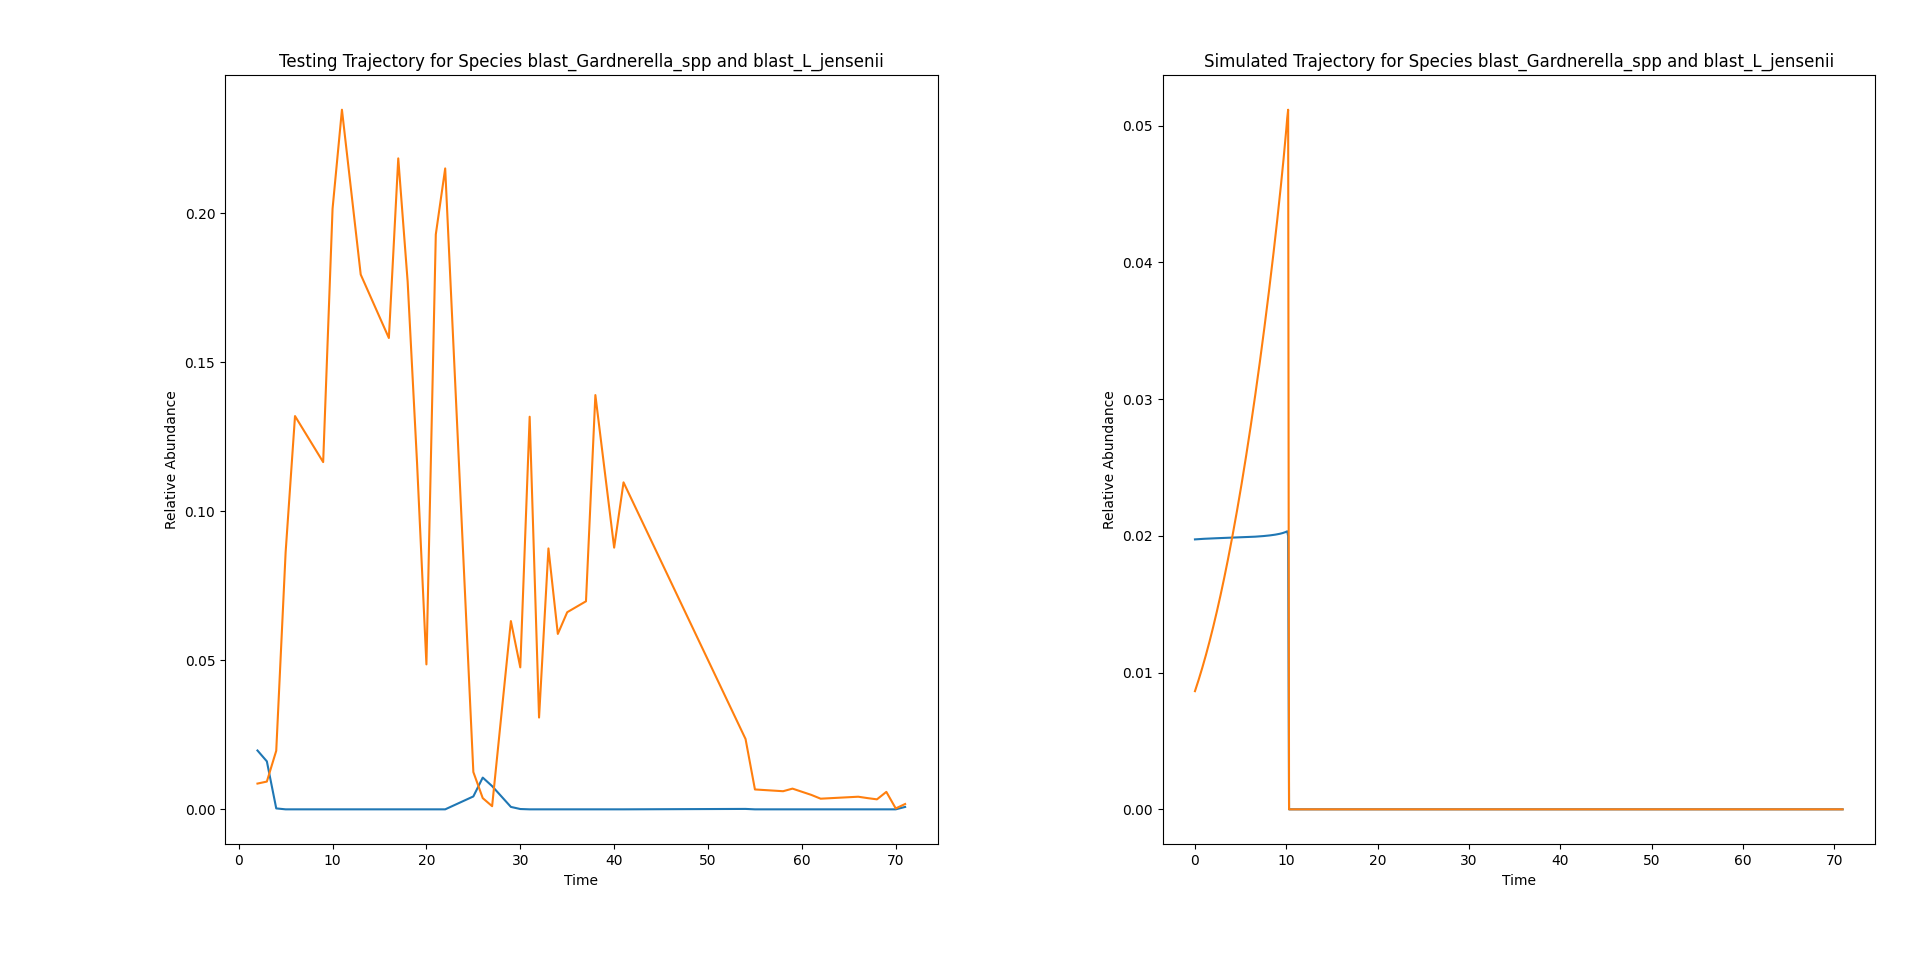 Testing Trajectory for Species blast_Gardnerella_spp and blast_L_jensenii
0.20
0.15
0.10
0.05
0.00
Relative Abundance
0 10 20 30 40 50 60 70
Time
Simulated Trajectory for Species blast_Gardnerella_spp and blast_L_jensenii
0.05
0.04
0.03
0.02
0.01
0.00
Relative Abundance
0 10 20 30 40 50 60 70
Time